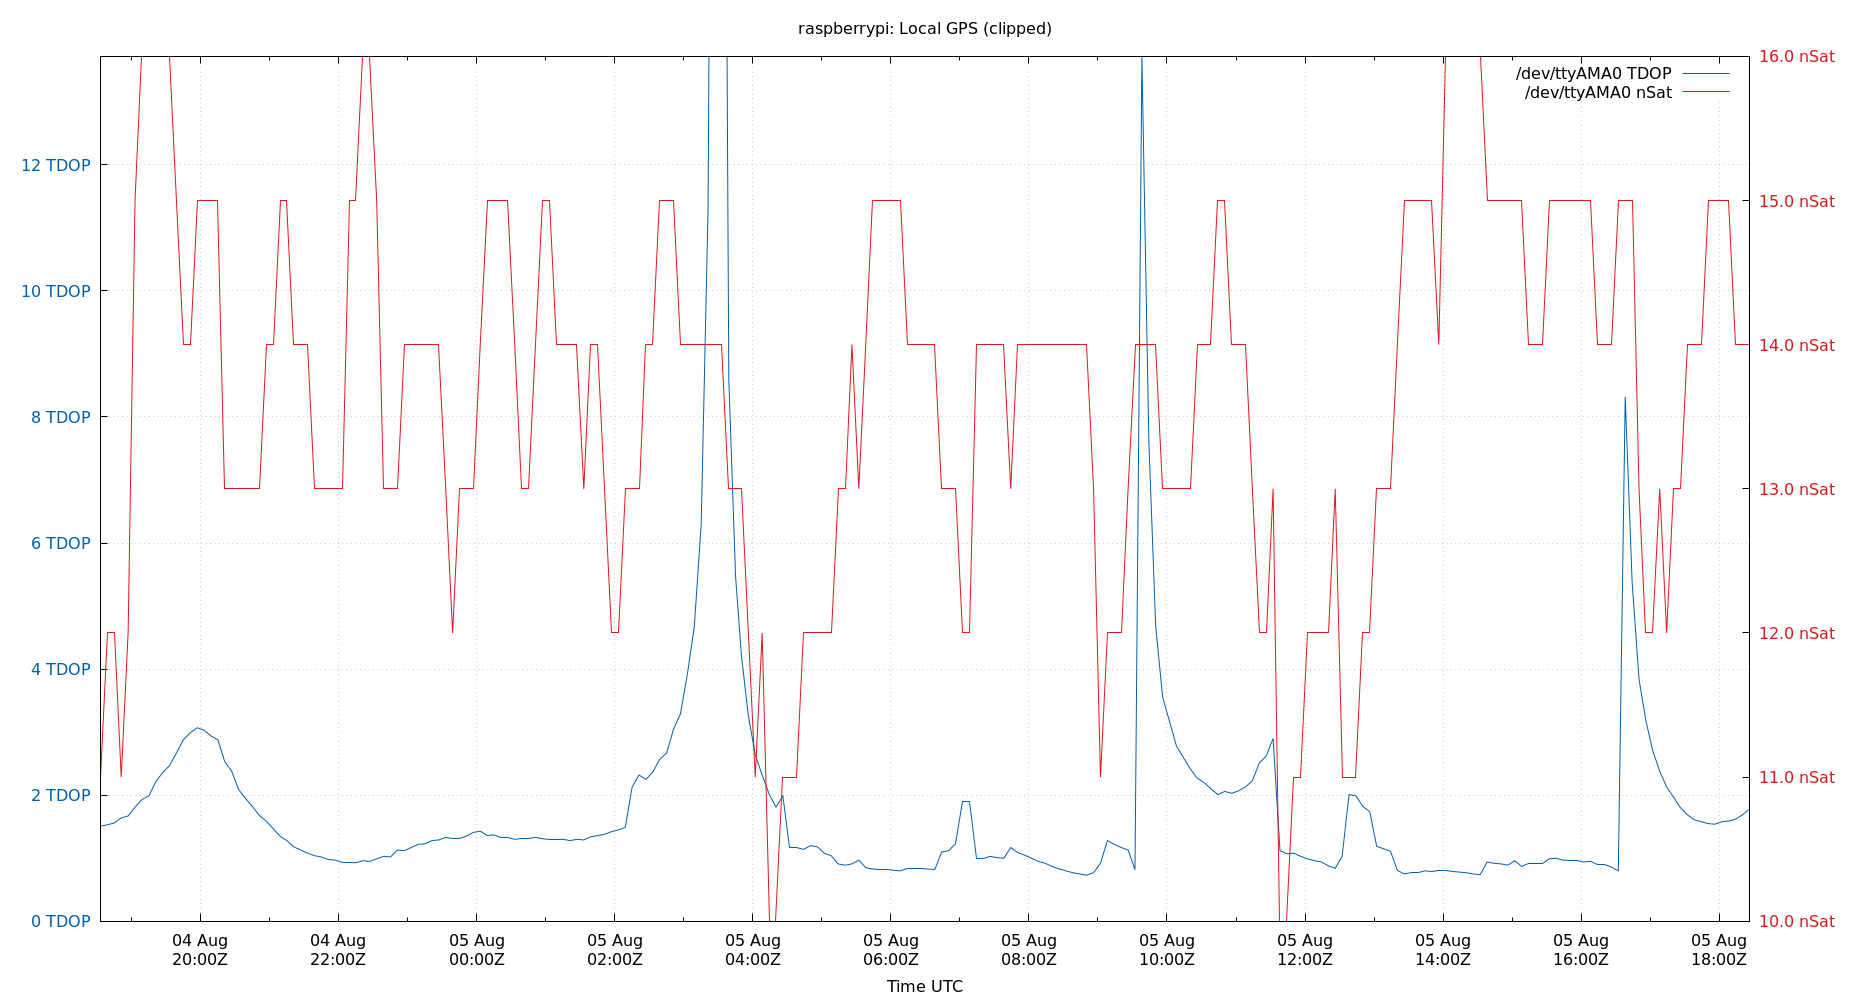 raspberrypi: Local GPS (clipped)
/dev/ttyAMA0 TDOP
/dev/ttyAMA0 nSat
12 TDOP
10 TDOP
8 TDOP
6 TDOP
4 TDOP
2 TDOP
0 TDOP
16.0 nSat
15.0 nSat
14.0 nSat
13.0 nSat
12.0 nSat
11.0 nSat
10.0 nSat
04 Aug
20:00Z
04 Aug
22:00Z
05 Aug
00:00Z
05 Aug
02:00Z
05 Aug
04:00Z
05 Aug
06:00Z
05 Aug
08:00Z
05 Aug
10:00Z
05 Aug
12:00Z
05 Aug
14:00Z
05 Aug
16:00Z
05 Aug
18:00Z
Time UTC